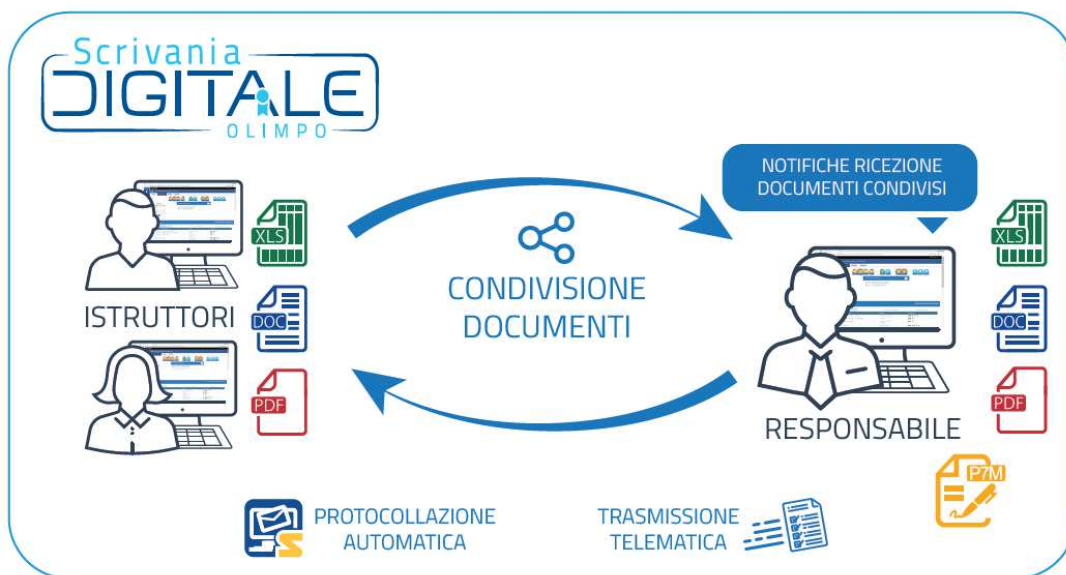 Scrivania
DIGITALE
OLIMPO
NOTIFICHE RICEZIONE
DOCUMENTI CONDIVISI
XLS
DOC
PDF
ISTRUTTORI
CONDIVISIONE
DOCUMENTI
XLS
DOC
PDF
RESPONSABILE
P7M
PROTOCOLLAZIONE
AUTOMATICA
TRASMISSIONE
TELEMATICA